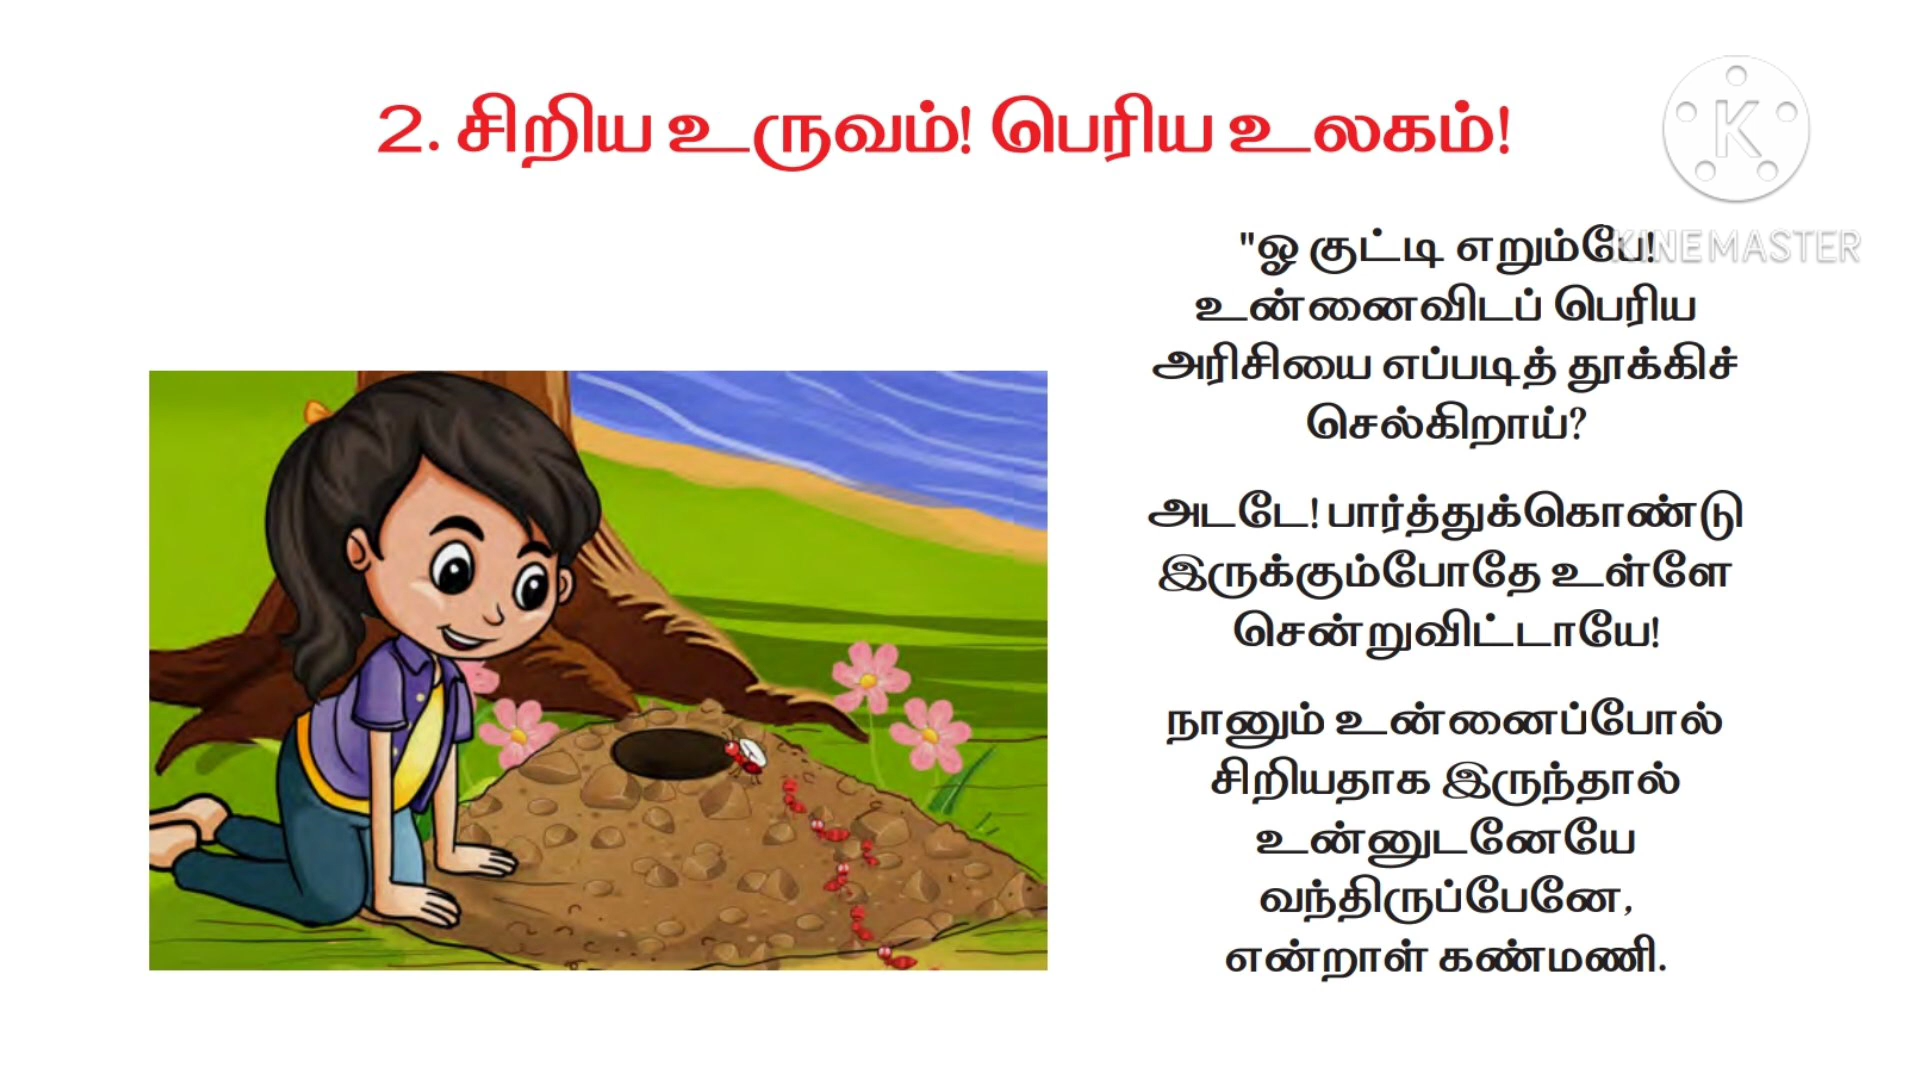 2. சிறிய உருவம்! பெரிய உலகம்!
K
KINEMASTER
"ஓ குட்டி எறும்பே!
உன்னைவிடப் பெரிய
அரிசியை எப்படித் தூக்கிச்
செல்கிறாய்?
அடடே! பார்த்துக்கொண்டு
இருக்கும்போதே உள்ளே
சென்றுவிட்டாயே!
நானும் உன்னைப்போல்
சிறியதாக இருந்தால்
உன்னுடனேயே
வந்திருப்பேனே,
என்றாள் கண்மணி.